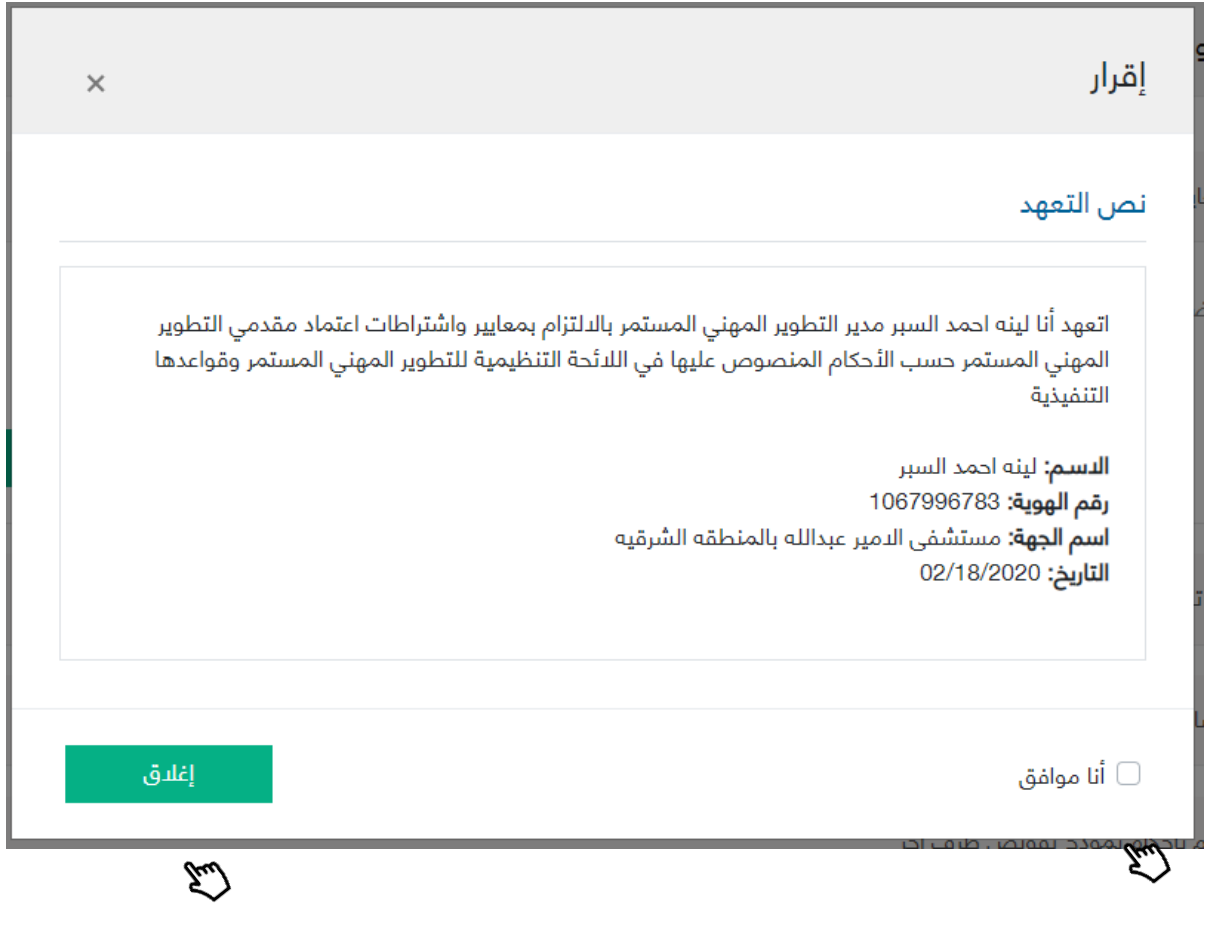 إقرار
×
نص التعهد
اتعهد أنا لينه احمد السبر مدير التطوير المهني المستمر بالالتزام بمعايير واشتراطات اعتماد مقدمي التطوير
المهني المستمر حسب الأحكام المنصوص عليها في اللائحة التنظيمية للتطوير المهني المستمر وقواعدها
التنفيذية
الاسم: لينه احمد السبر
رقم الهوية: 1067996783
اسم الجهة: مستشفى الامير عبدالله بالمنطقه الشرقيه
التاريخ: 02/18/2020
أنا موافق
إغلاق